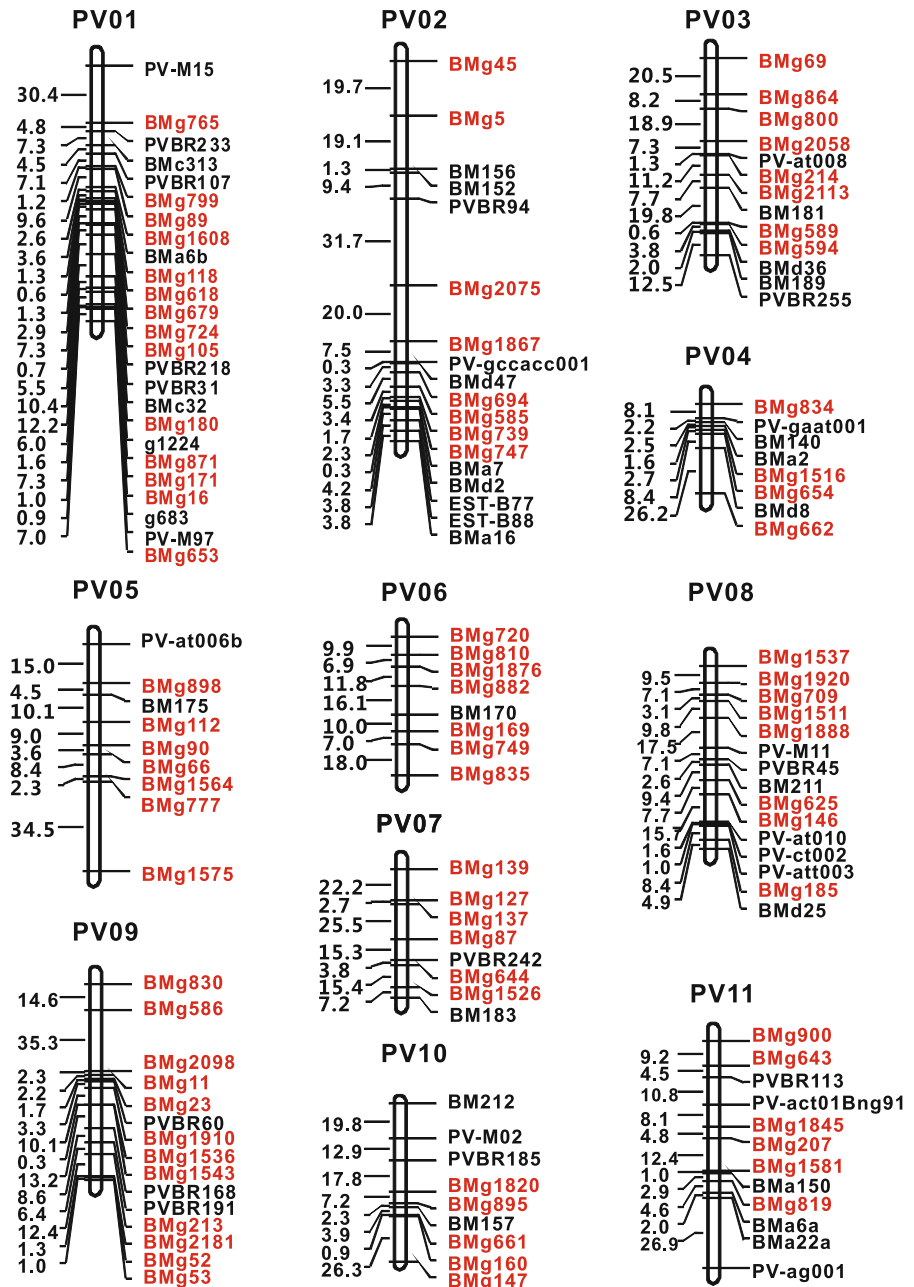 PV01
30.4
4.8
7.3
4.5
7.1
1.2
9.6
2.6
3.6
1.3
0.6
1.3
2.9
7.3
0.7
5.5
10.4
12.2
6.0
1.6
7.3
1.0
0.9
7.0
PV-M15
BMg765
PVBR233
BMc313
PVBR107
BMg799
BMg89
BMg1608
BMa6b
BMg118
BMg618
BMg679
BMg724
BMg105
PVBR218
PVBR31
BMc32
BMg180
g1224
BMg871
BMg171
BMg16
g683
PV-M97
BMg653
PV02
19.7
19.1
1.3
9.4
31.7
20.0
7.5
0.3
3.3
5.5
3.4
1.7
2.3
0.3
4.2
3.8
3.8
BMg45
BMg5
BM156
BM152
PVBR94
BMg2075
BMg1867
PV-gccacc001
BMd47
BMg694
BMg585
BMg739
BMg747
BMa7
BMd2
EST-B77
EST-B88
BMa16
PV03
20.5
8.2
18.9
7.3
1.3
11.2
7.7
19.8
0.6
3.8
2.0
12.5
BMg69
BMg864
BMg800
BMg2058
PV-at008
BMg214
BMg2113
BM181
BMg589
BMg594
BMd36
BM189
PVBR255
PV04
8.1
2.2
2.5
1.6
2.7
8.4
26.2
BMg834
PV-gaat001
BM140
BMa2
BMg1516
BMg654
BMd8
BMg662
PV05
15.0
4.5
10.1
9.0
3.6
8.4
2.3
34.5
PV-at006b
BMg898
BM175
BMg112
BMg90
BMg66
BMg1564
BMg777
BMg1575
PV06
9.9
6.9
11.8
16.1
10.0
7.0
18.0
BMg720
BMg810
BMg1876
BMg882
BM170
BMg169
BMg749
BMg835
PV07
22.2
2.7
25.5
15.3
3.8
15.4
7.2
BMg139
BMg127
BMg137
BMg87
PVBR242
BMg644
BMg1526
BM183
PV08
9.5
7.1
3.1
9.8
17.5
7.1
2.6
9.4
7.7
15.7
1.6
1.0
8.4
4.9
BMg1537
BMg1920
BMg709
BMg1511
BMg1888
PV-M11
PVBR45
BM211
BMg625
BMg146
PV-at010
PV-ct002
PV-att003
BMg185
BMd25
PV09
14.6
35.3
2.3
2.2
1.7
3.3
10.1
0.3
13.2
8.6
6.4
12.4
1.3
1.0
BMg830
BMg586
BMg2098
BMg11
BMg23
PVBR60
BMg1910
BMg1536
BMg1543
PVBR168
PVBR191
BMg213
BMg2181
BMg52
BMg53
PV10
19.8
12.9
17.8
7.2
2.3
3.9
0.9
26.3
BM212
PV-M02
PVBR185
BMg1820
BMg895
BM157
BMg661
BMg160
BMg147
PV11
9.2
4.5
10.8
8.1
4.8
12.4
1.0
2.9
4.6
2.0
26.9
BMg900
BMg643
PVBR113
PV-act01Bng91
BMg1845
BMg207
BMg1581
BMa150
BMg819
BMa6a
BMa22a
PV-ag001